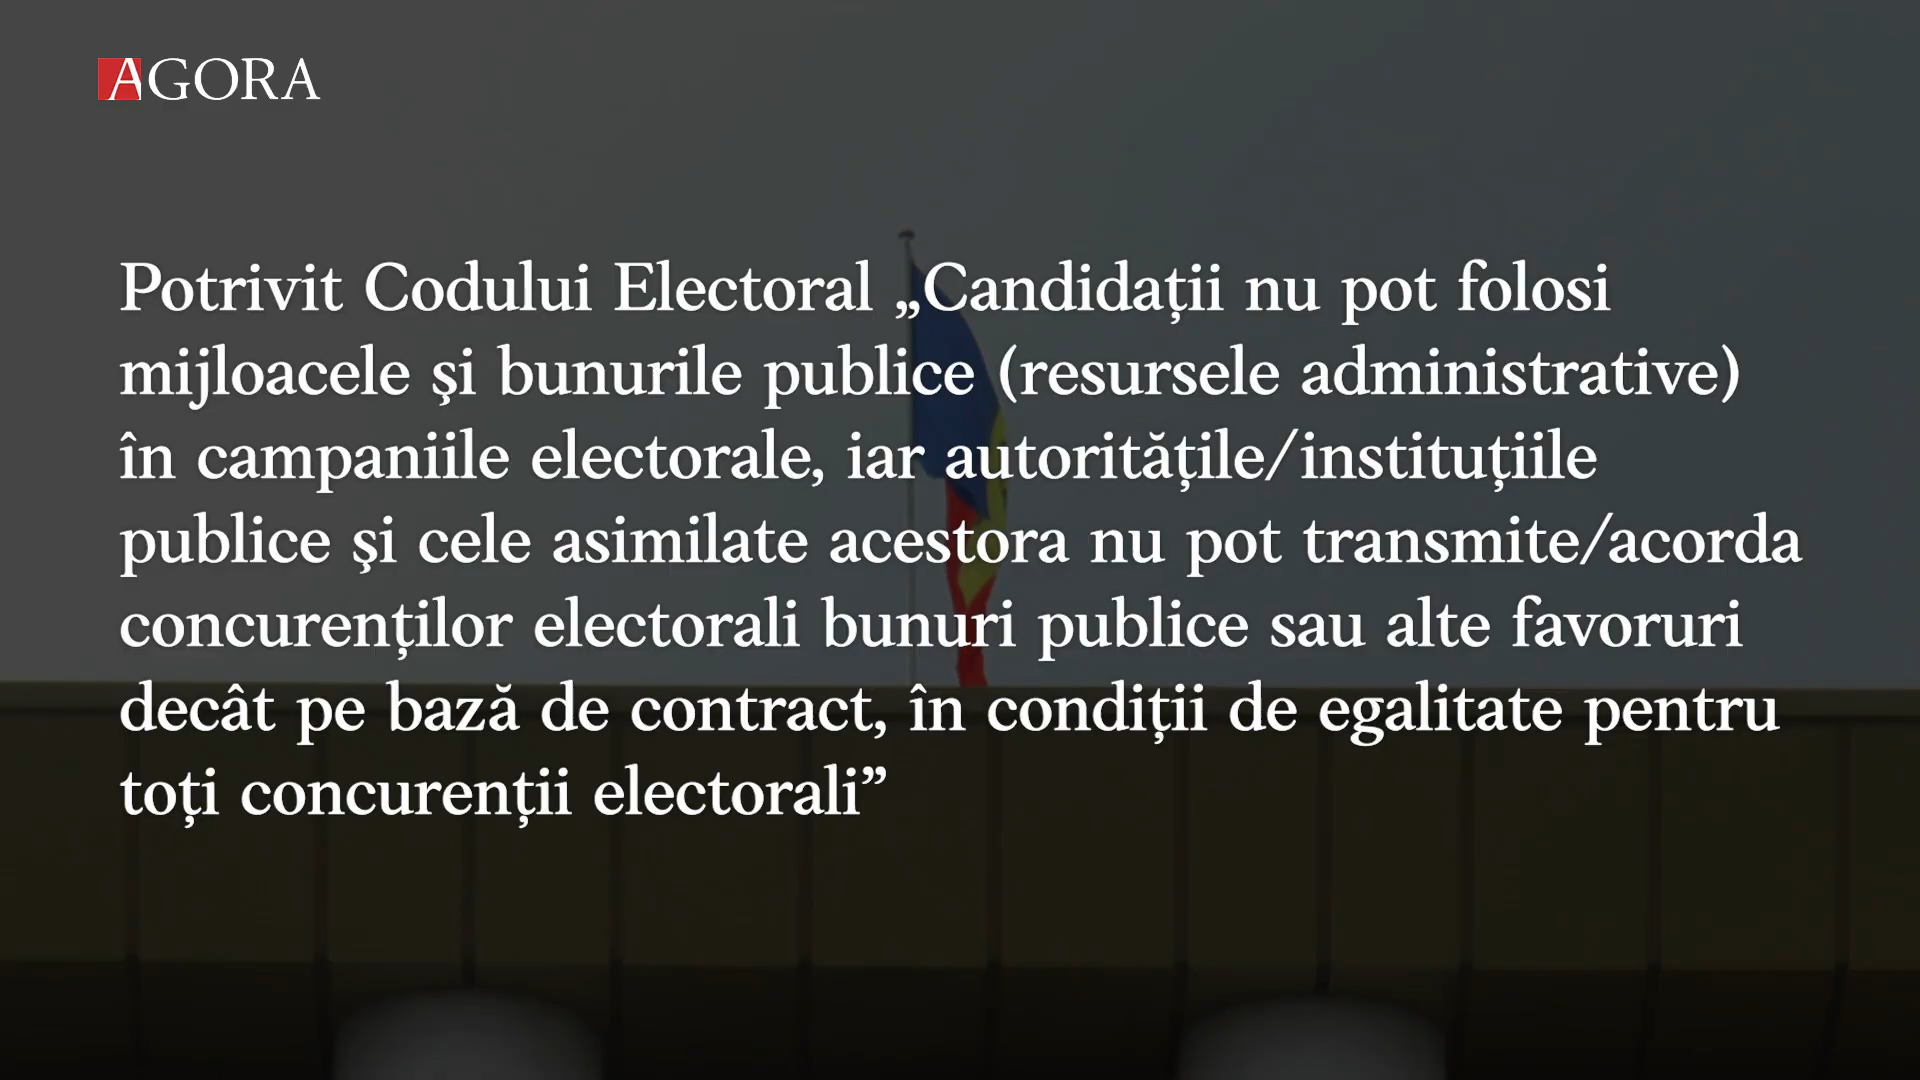 AGORA
Potrivit Codului Electoral „Candidații nu pot folosi
mijloacele şi bunurile publice (resursele administrative)
în campaniile electorale, iar autoritățile/instituțiile
publice şi cele asimilate acestora nu pot transmite/acorda
concurenților electorali bunuri publice sau alte favoruri
decât pe bază de contract, în condiții de egalitate pentru
toți concurenții electorali”